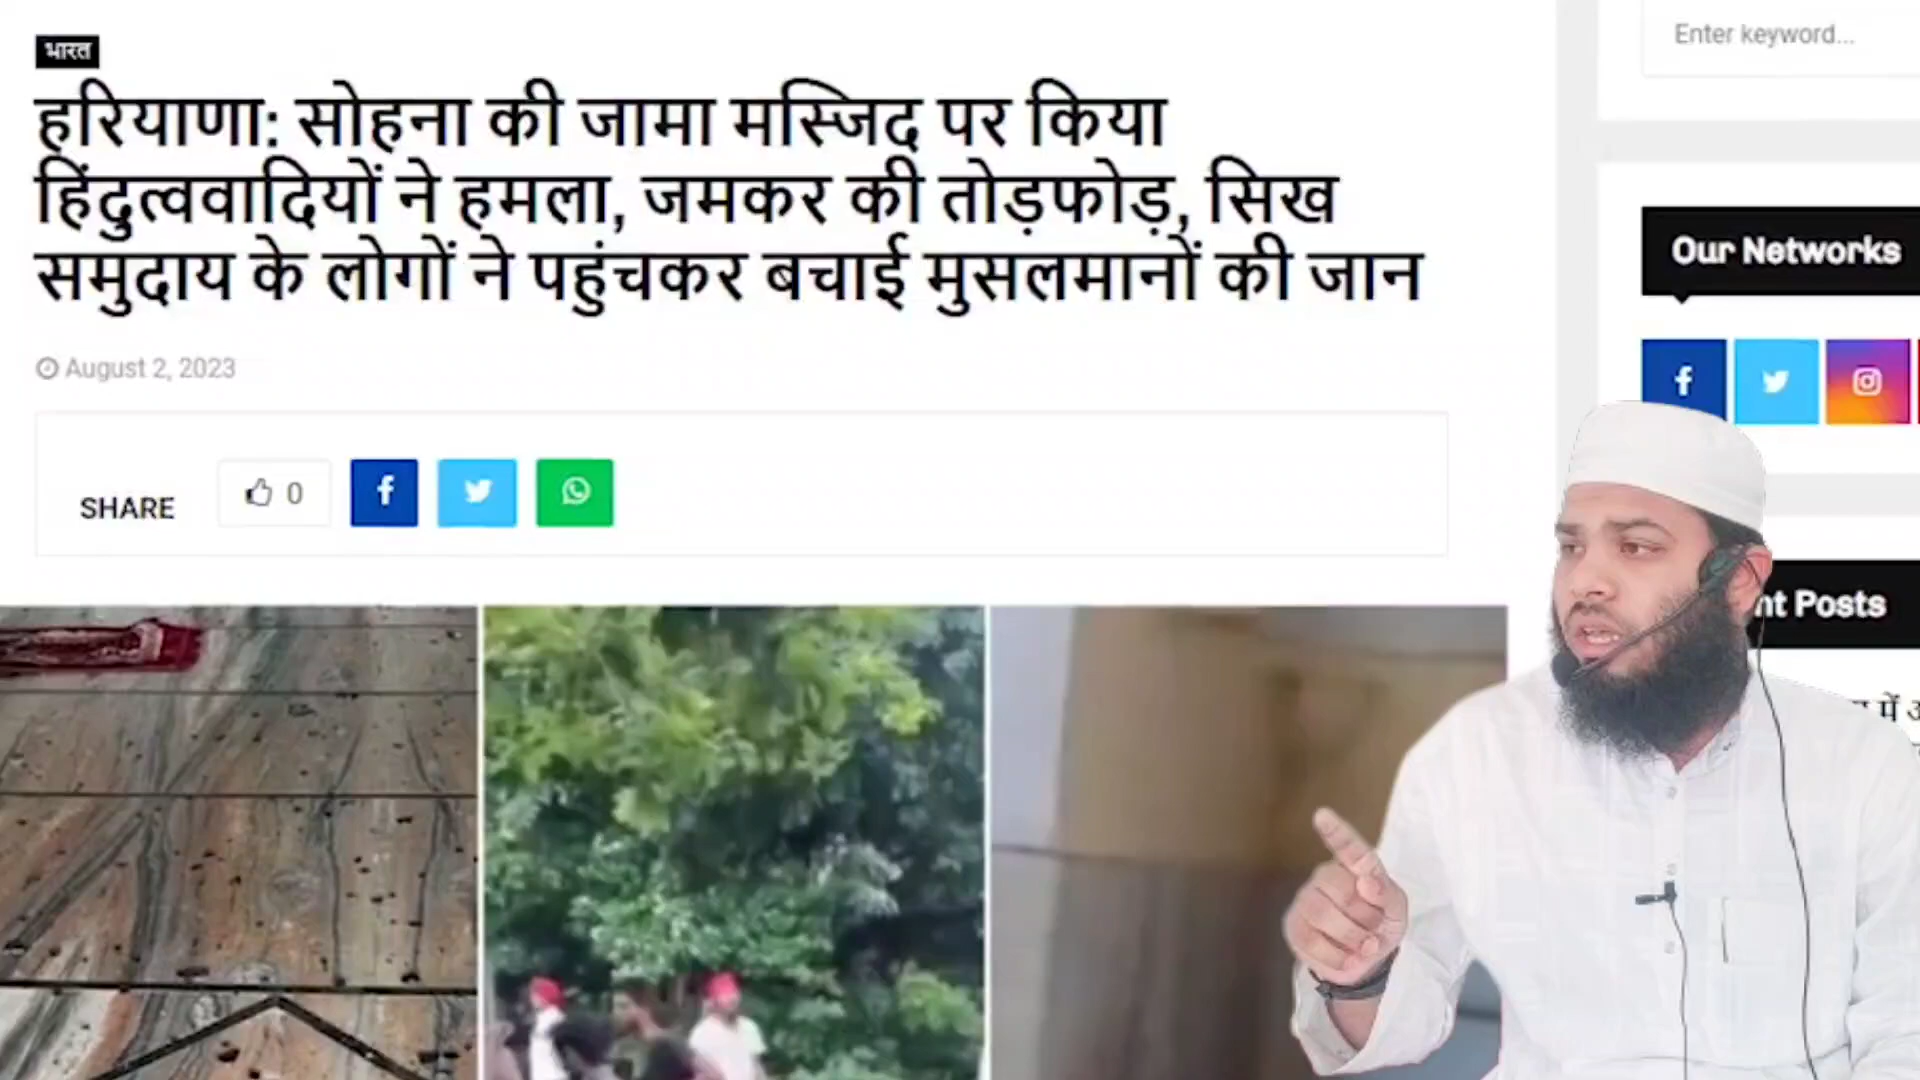 भारत
हरियाणा: सोहना की जामा मस्जिद पर किया
हिंदुत्ववादियों ने हमला, जमकर की तोड़फोड़, सिख
समुदाय के लोगों ने पहुंचकर बचाई मुसलमानों की जान
August 2, 2023
SHARE
0
Enter keyword...
Our Networks
nt Posts
में